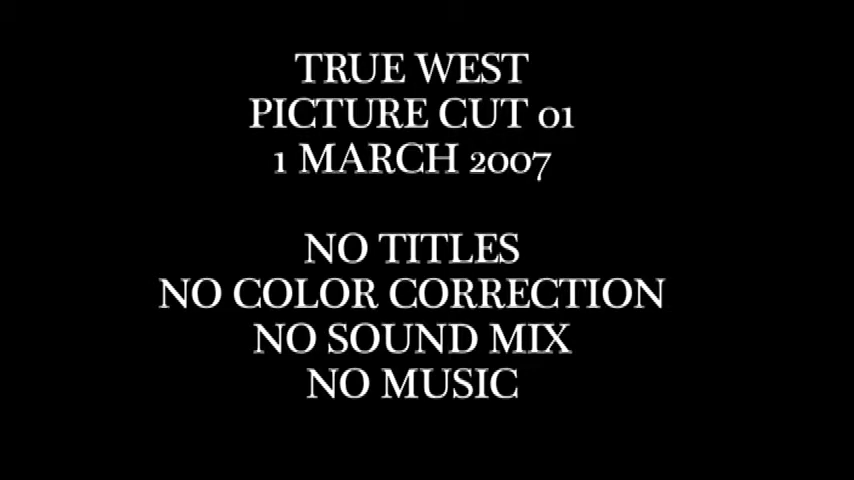 TRUE WEST
PICTURE CUT 01
1 MARCH 2007
NO TITLES
NO COLOR CORRECTION
NO SOUND MIX
NO MUSIC